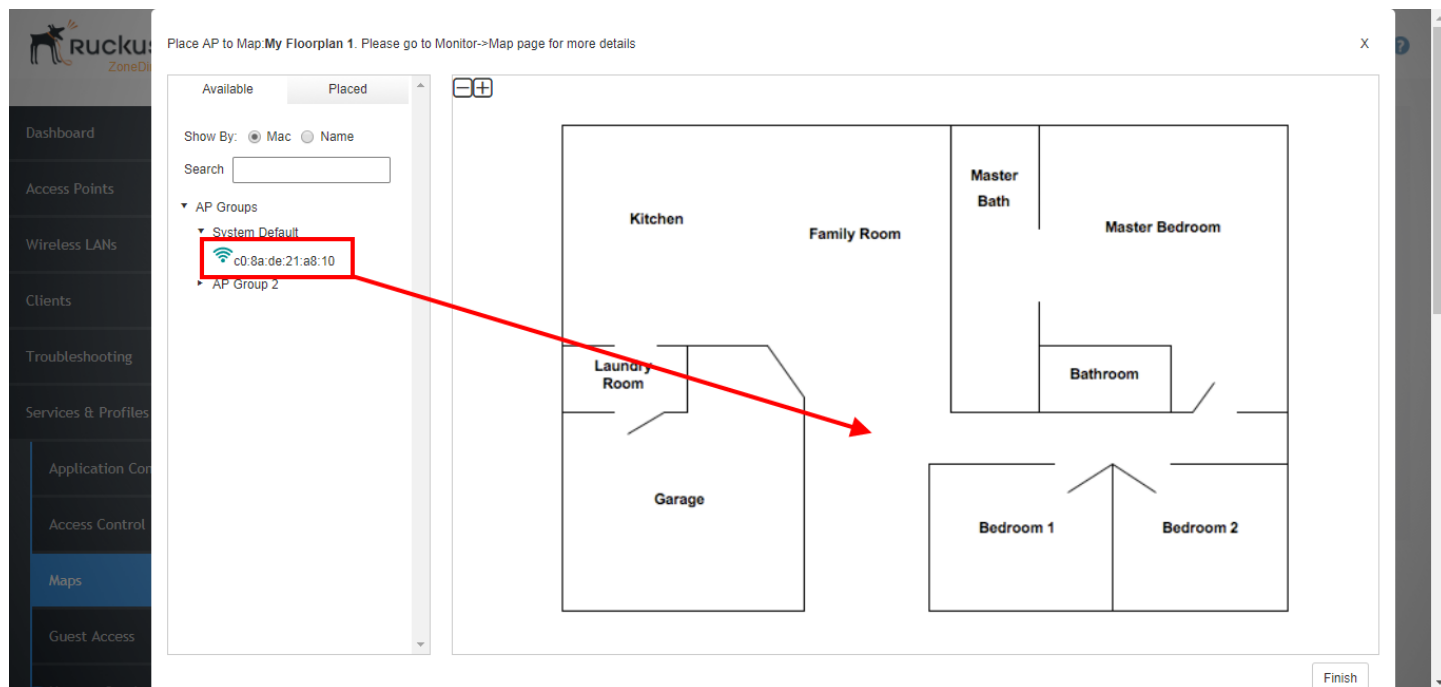 Ruckus
ZoneDi
Place AP to Map:My Floorplan 1. Please go to Monitor->Map page for more details
X
?
Dashboard
Access Points
Wireless LANs
Clients
Troubleshooting
Services & Profiles
Application Con
Access Control
Maps
Guest Access
Available Placed
Show By: Mac Name
Search
AP Groups
System Default
c0:8a:de:21:a8:10
AP Group 2
Kitchen
Family Room
Master
Bath
Master Bedroom
Laundry
Room
Bathroom
Garage
Bedroom 1
Bedroom 2
Finish